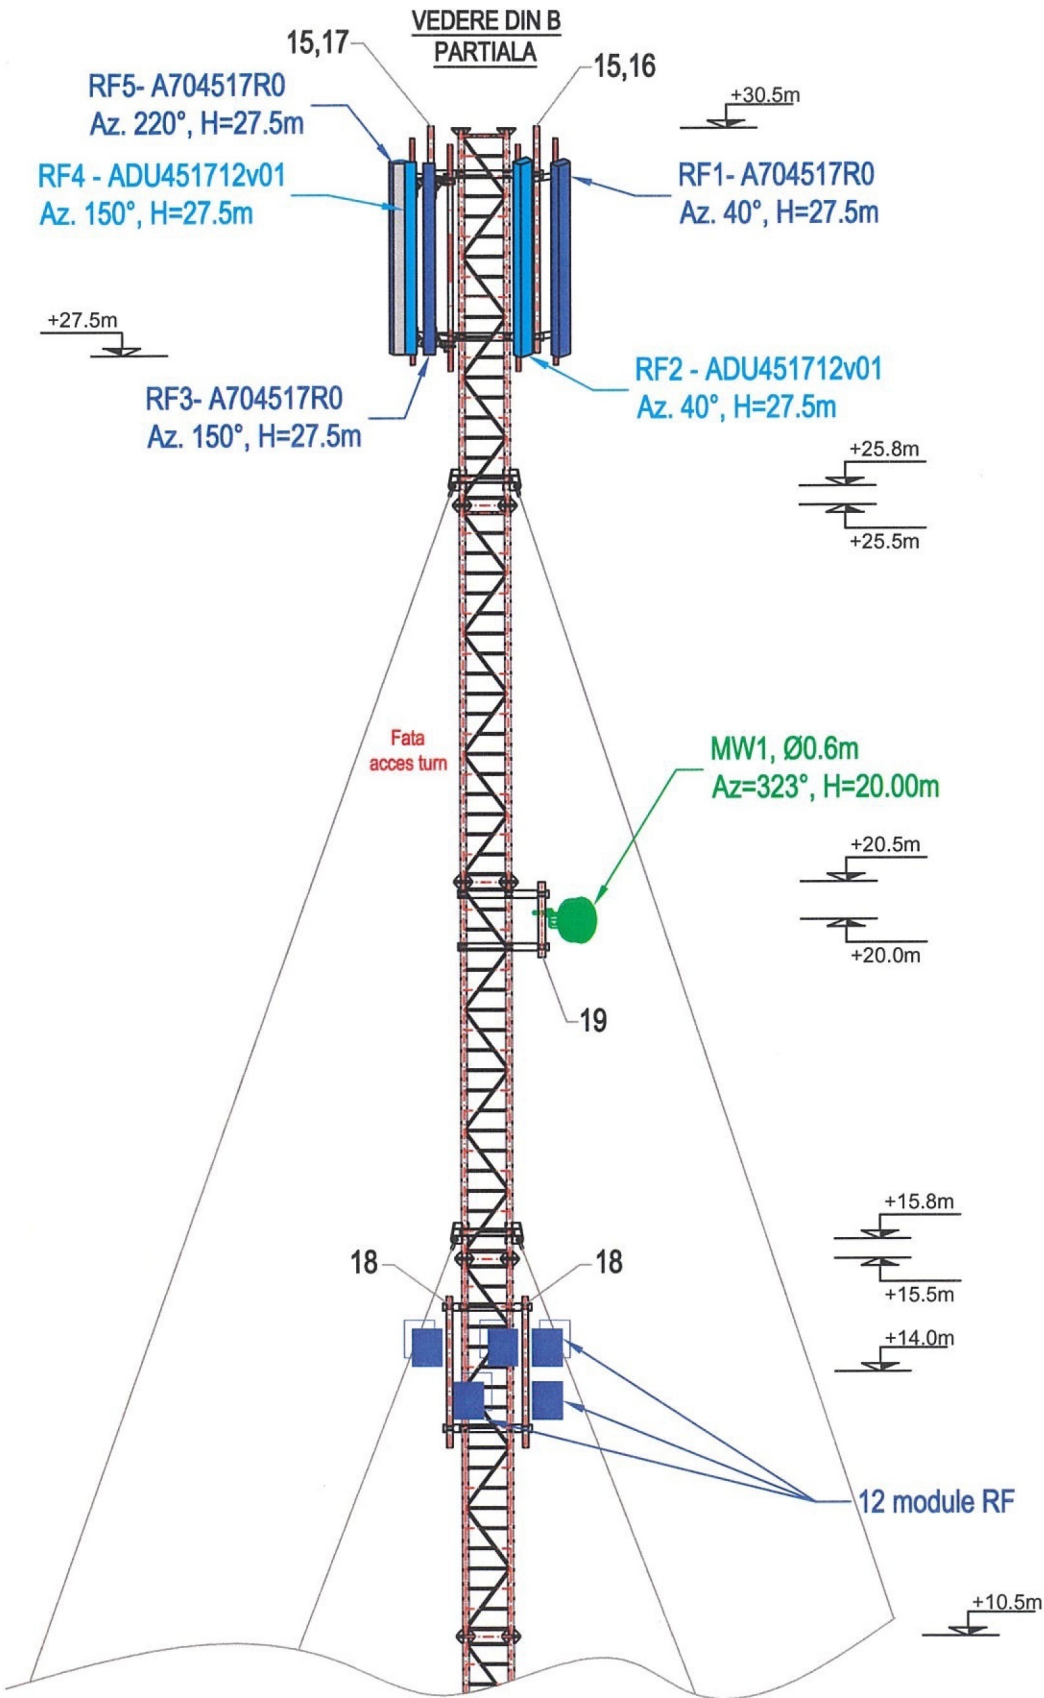 VEDERE DIN B
PARTIALA
15,17
15,16
RF5- A704517R0
Az. 220°, H=27.5m
+30.5m
RF4 - ADU451712v01
Az. 150°, H=27.5m
RF1- A704517R0
Az. 40°, H=27.5m
+27.5m
RF2 - ADU451712v01
Az. 40°, H=27.5m
RF3- A704517R0
Az. 150°, H=27.5m
+25.8m
+25.5m
Fata
acces turn
MW1, Ø0.6m
Az=323°, H=20.00m
+20.5m
+20.0m
19
+15.8m
18
18
+15.5m
+14.0m
12 module RF
+10.5m